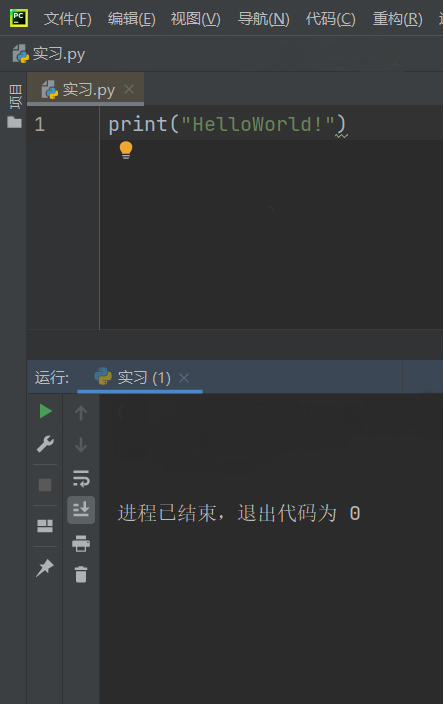 PC 文件(F) 编辑(E) 视图(V) 导航(N) 代码(C) 重构(R)
实习.py
项目
实习.py
1 print("HelloWorld!")
运行: 实习 (1)
进程已结束，退出代码为 0